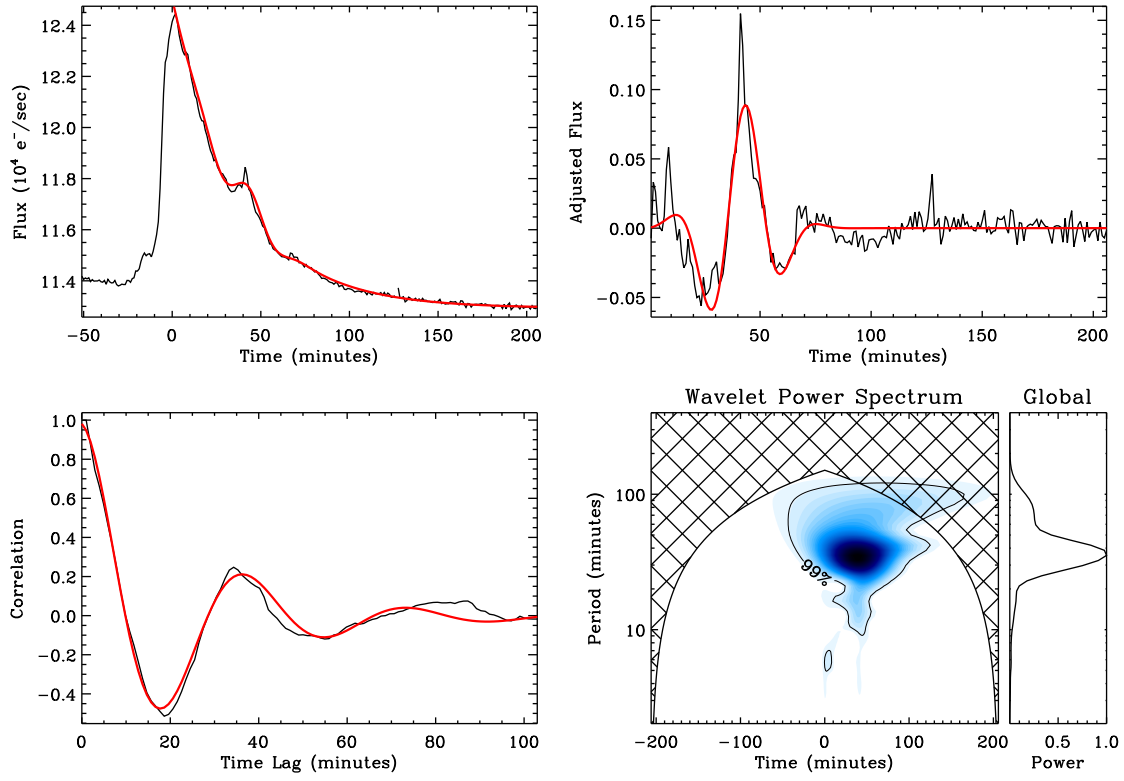 12.4
12.2
12.0
11.8
11.6
11.4
Flux (10⁴ e⁻/sec)
−50 0 50 100 150 200
Time (minutes)
0.15
0.10
0.05
0.00
−0.05
Adjusted Flux
50 100 150 200
Time (minutes)
1.0
0.8
0.6
0.4
0.2
0.0
−0.2
−0.4
Correlation
0 20 40 60 80 100
Time Lag (minutes)
Wavelet Power Spectrum
Global
100
10
Period (minutes)
99%
−200 −100 0 100 200
Time (minutes)
0.5 1.0
Power